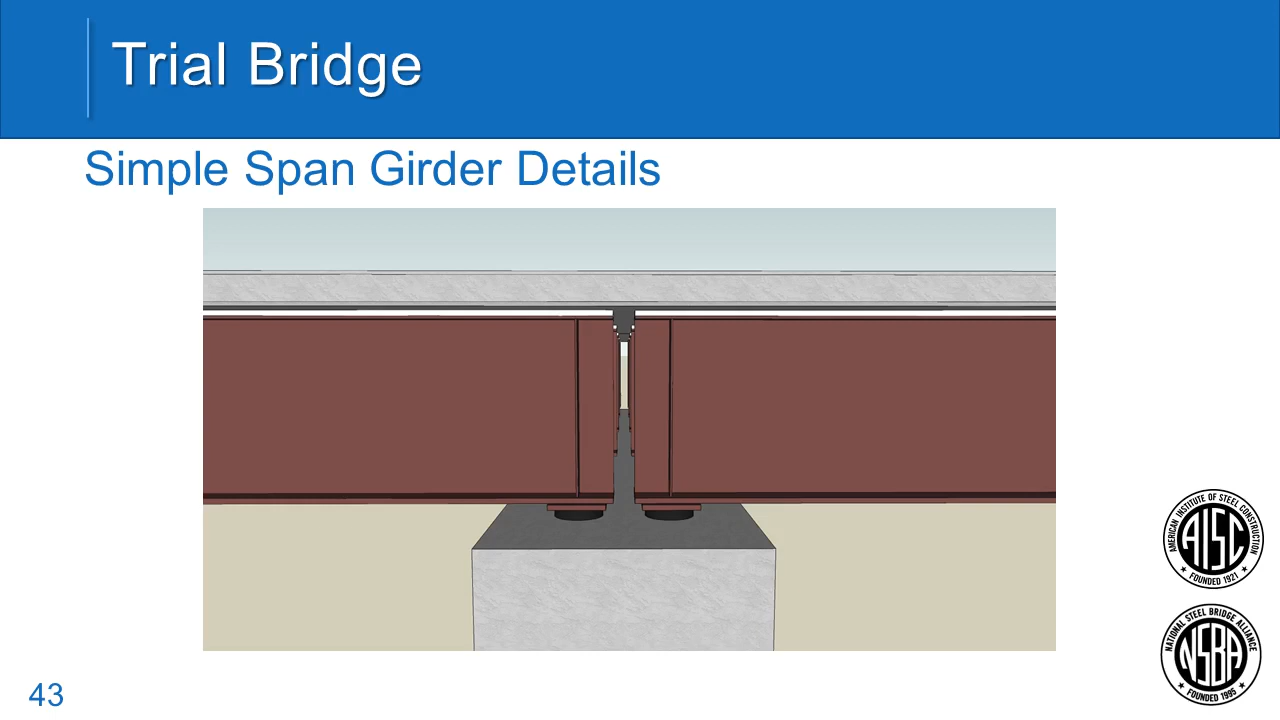 Trial Bridge
Simple Span Girder Details
AMERICAN INSTITUTE OF STEEL CONSTRUCTION
AISC
FOUNDED 1921
NATIONAL STEEL BRIDGE ALLIANCE
NSBA
FOUNDED 1995
43